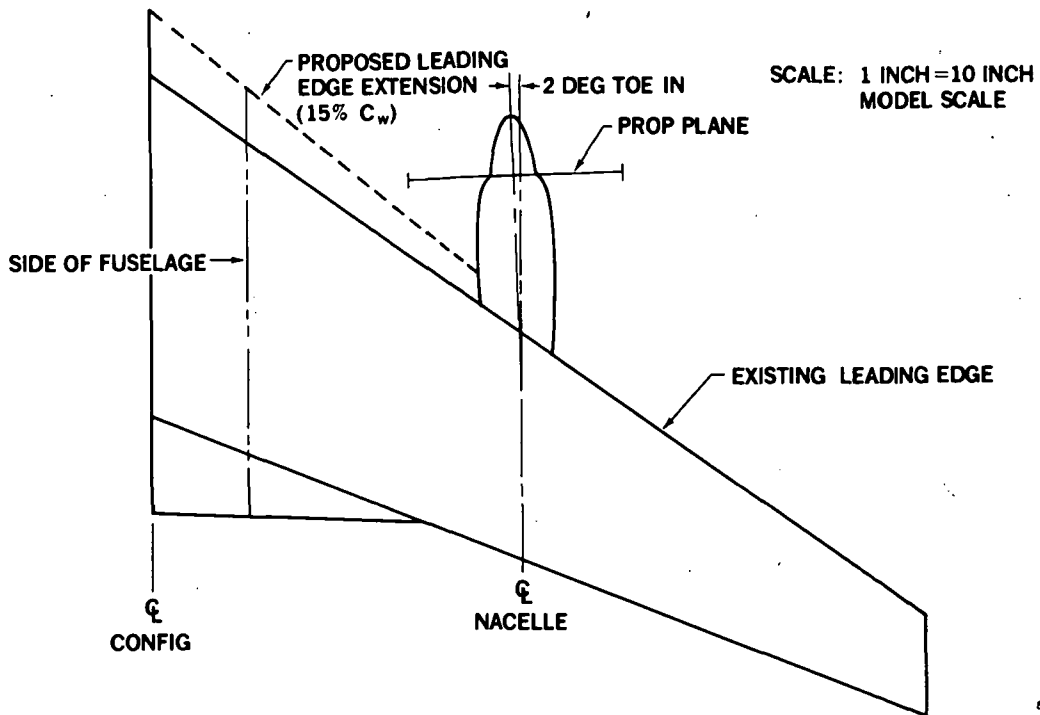 PROPOSED LEADING
EDGE EXTENSION
(15% Cw)
2 DEG TOE IN
SCALE: 1 INCH=10 INCH
MODEL SCALE
PROP PLANE
SIDE OF FUSELAGE
EXISTING LEADING EDGE
℄
CONFIG
℄
NACELLE